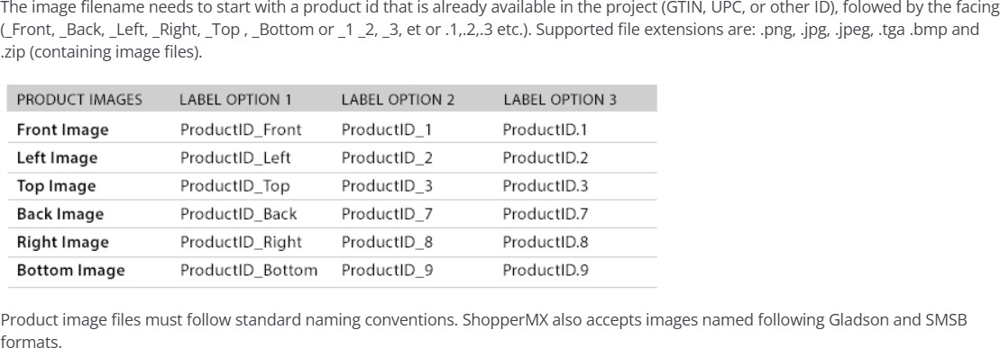 The image filename needs to start with a product id that is already available in the project (GTIN, UPC, or other ID), followed by the facing
(_Front, _Back, _Left, _Right, _Top , _Bottom or _1 _2, _3, et or .1,.2,.3 etc.). Supported file extensions are: .png, .jpg, .jpeg, .tga .bmp and
.zip (containing image files).
PRODUCT IMAGES LABEL OPTION 1 LABEL OPTION 2 LABEL OPTION 3
Front Image ProductID_Front ProductID_1 ProductID.1
Left Image ProductID_Left ProductID_2 ProductID.2
Top Image ProductID_Top ProductID_3 ProductID.3
Back Image ProductID_Back ProductID_7 ProductID.7
Right Image ProductID_Right ProductID_8 ProductID.8
Bottom Image ProductID_Bottom ProductID_9 ProductID.9
Product image files must follow standard naming conventions. ShopperMX also accepts images named following Gladson and SMSB
formats.